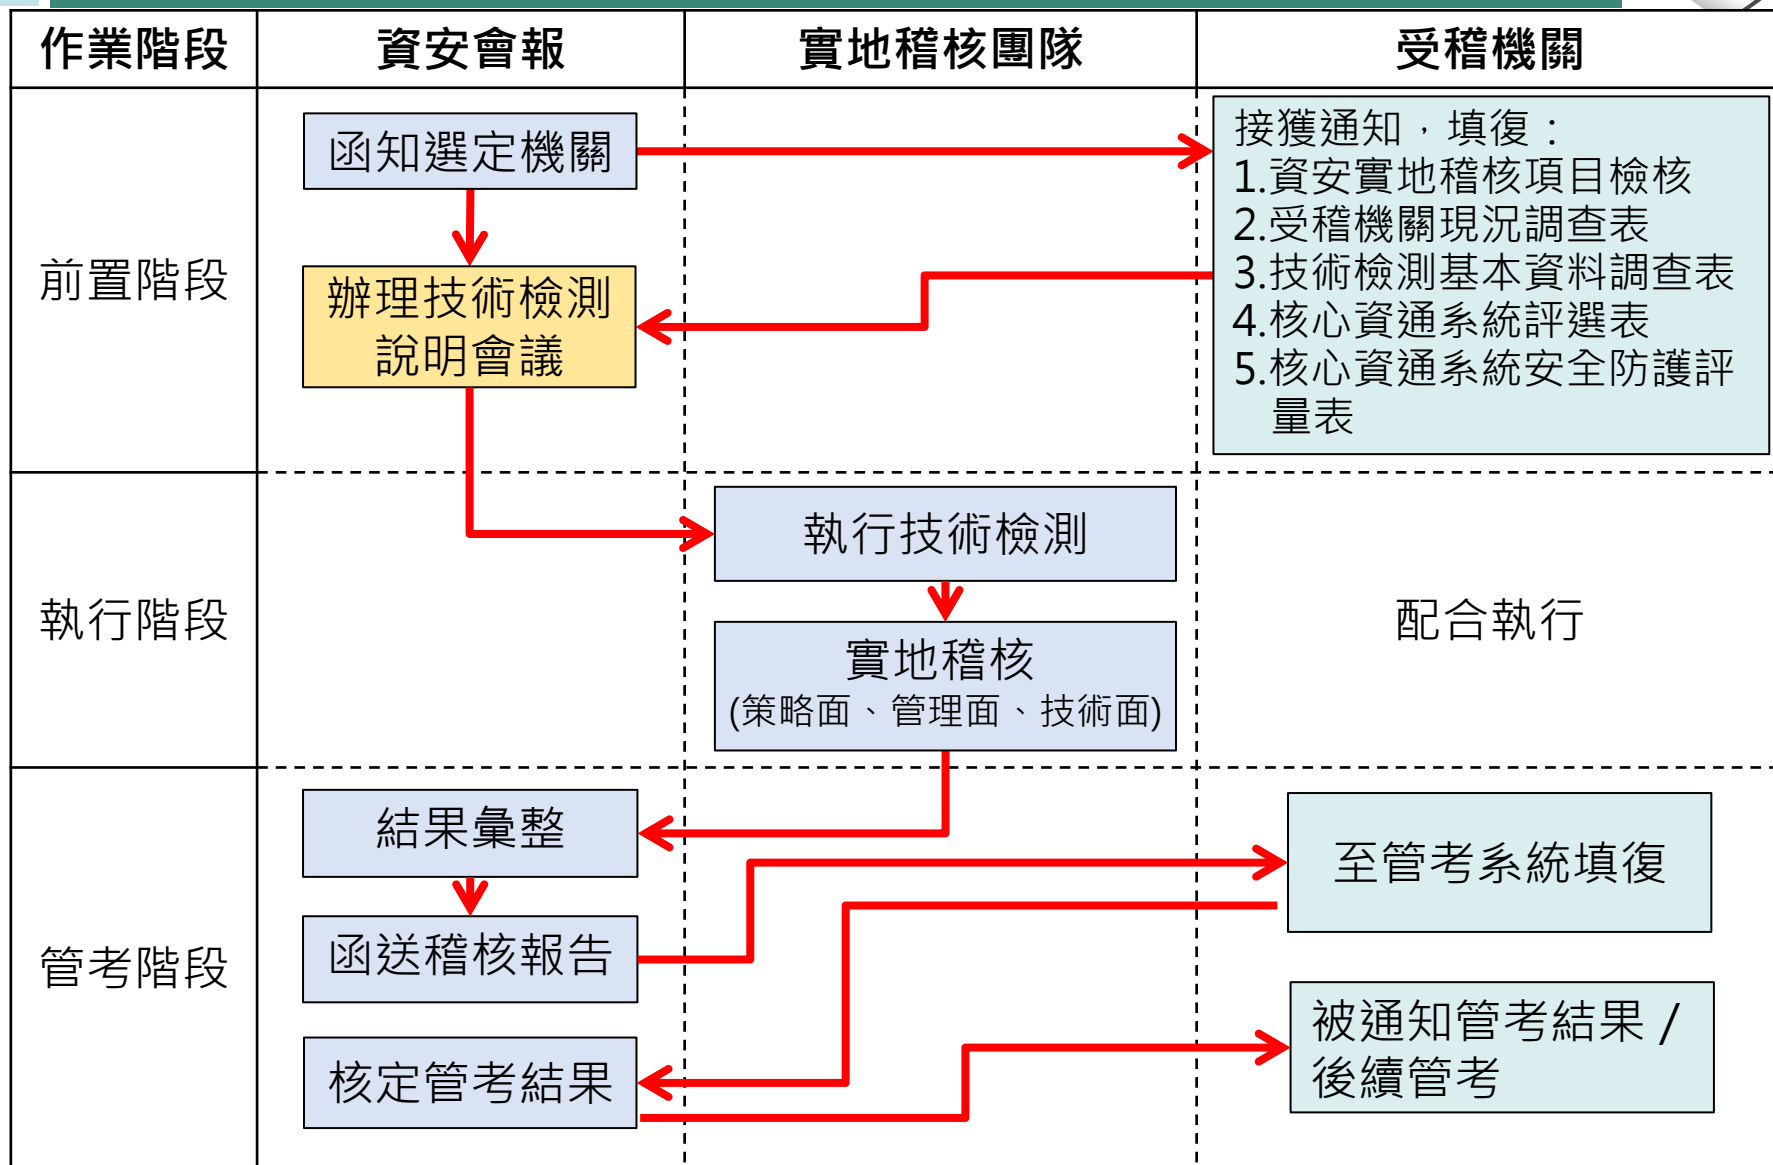 作業階段
資安會報
實地稽核團隊
受稽機關
前置階段
函知選定機關
辦理技術檢測
說明會議
接獲通知，填復：
1.資安實地稽核項目檢核
2.受稽機關現況調查表
3.技術檢測基本資料調查表
4.核心資通系統評選表
5.核心資通系統安全防護評
量表
執行階段
執行技術檢測
實地稽核
(策略面、管理面、技術面)
配合執行
管考階段
結果彙整
函送稽核報告
核定管考結果
至管考系統填復
被通知管考結果 /
後續管考